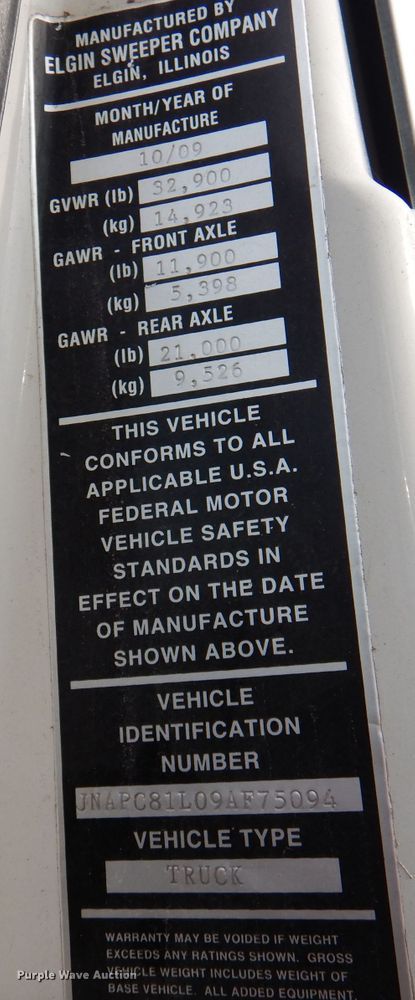 MANUFACTURED BY
ELGIN SWEEPER COMPANY
ELGIN, ILLINOIS
MONTH/YEAR OF
MANUFACTURE
10/09
GVWR (lb) 32,900
(kg) 14,923
GAWR - FRONT AXLE
(lb) 11,900
(kg) 5,398
GAWR - REAR AXLE
(lb) 21,000
(kg) 9,526
THIS VEHICLE
CONFORMS TO ALL
APPLICABLE U.S.A.
FEDERAL MOTOR
VEHICLE SAFETY
STANDARDS IN
EFFECT ON THE DATE
OF MANUFACTURE
SHOWN ABOVE.
VEHICLE
IDENTIFICATION
NUMBER
JNAPC81L09AF75094
VEHICLE TYPE
TRUCK
WARRANTY MAY BE VOIDED IF WEIGHT
EXCEEDS ANY RATINGS SHOWN. GROSS
VEHICLE WEIGHT INCLUDES WEIGHT OF
BASE VEHICLE. ALL ADDED EQUIPMENT,
Purple Wave Auction